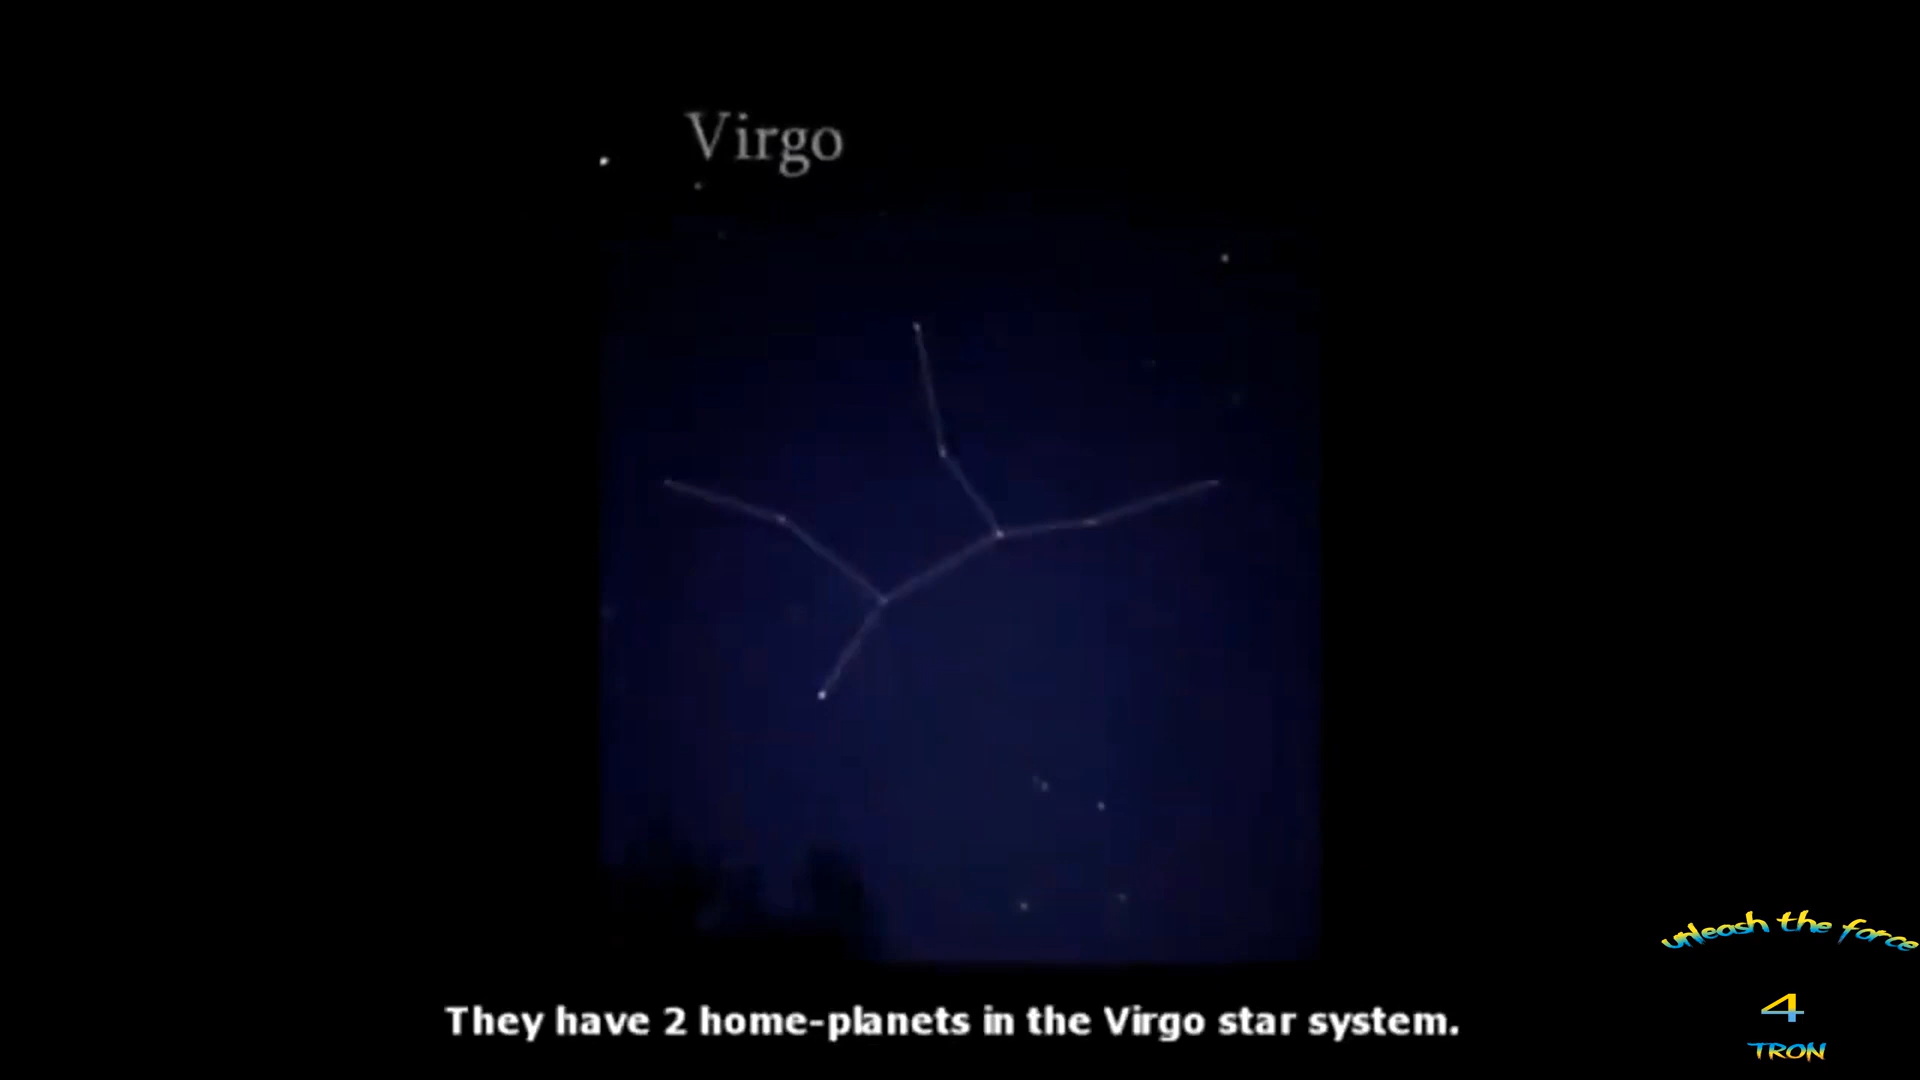 Virgo
They have 2 home-planets in the Virgo star system.
unleash the force
4
TRON